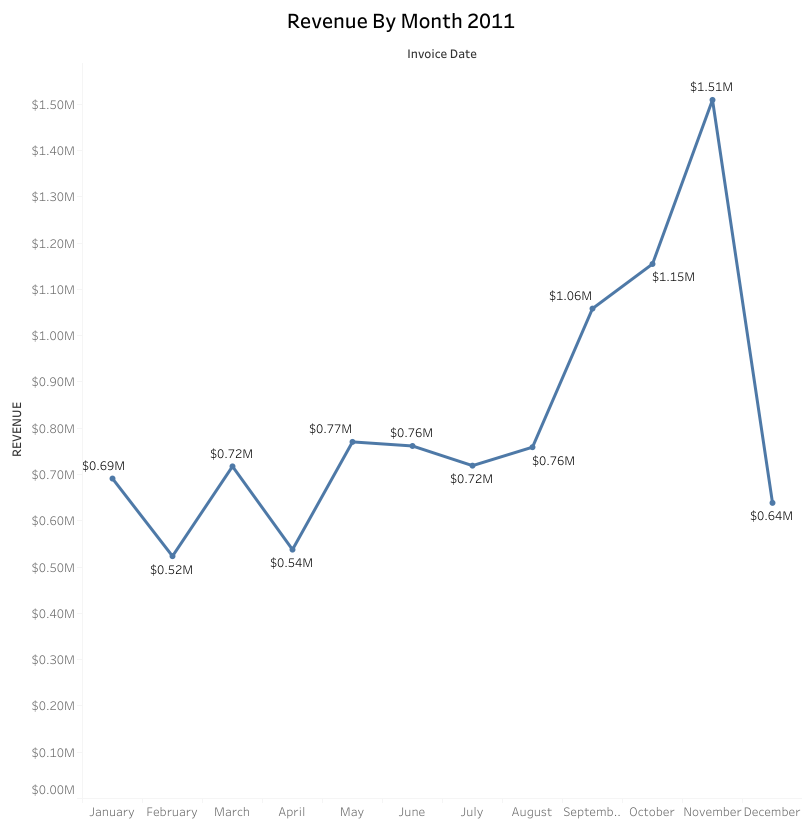 Revenue By Month 2011
Invoice Date
$1.51M
$1.50M
$1.40M
$1.30M
$1.20M
$1.15M
$1.10M
$1.06M
$1.00M
$0.90M
$0.80M
$0.77M
$0.76M
$0.70M
$0.69M
$0.72M
$0.76M
$0.72M
$0.64M
$0.60M
$0.54M
$0.52M
$0.50M
$0.40M
$0.30M
$0.20M
$0.10M
$0.00M
REVENUE
January February March April May June July August Septemb.. October November December